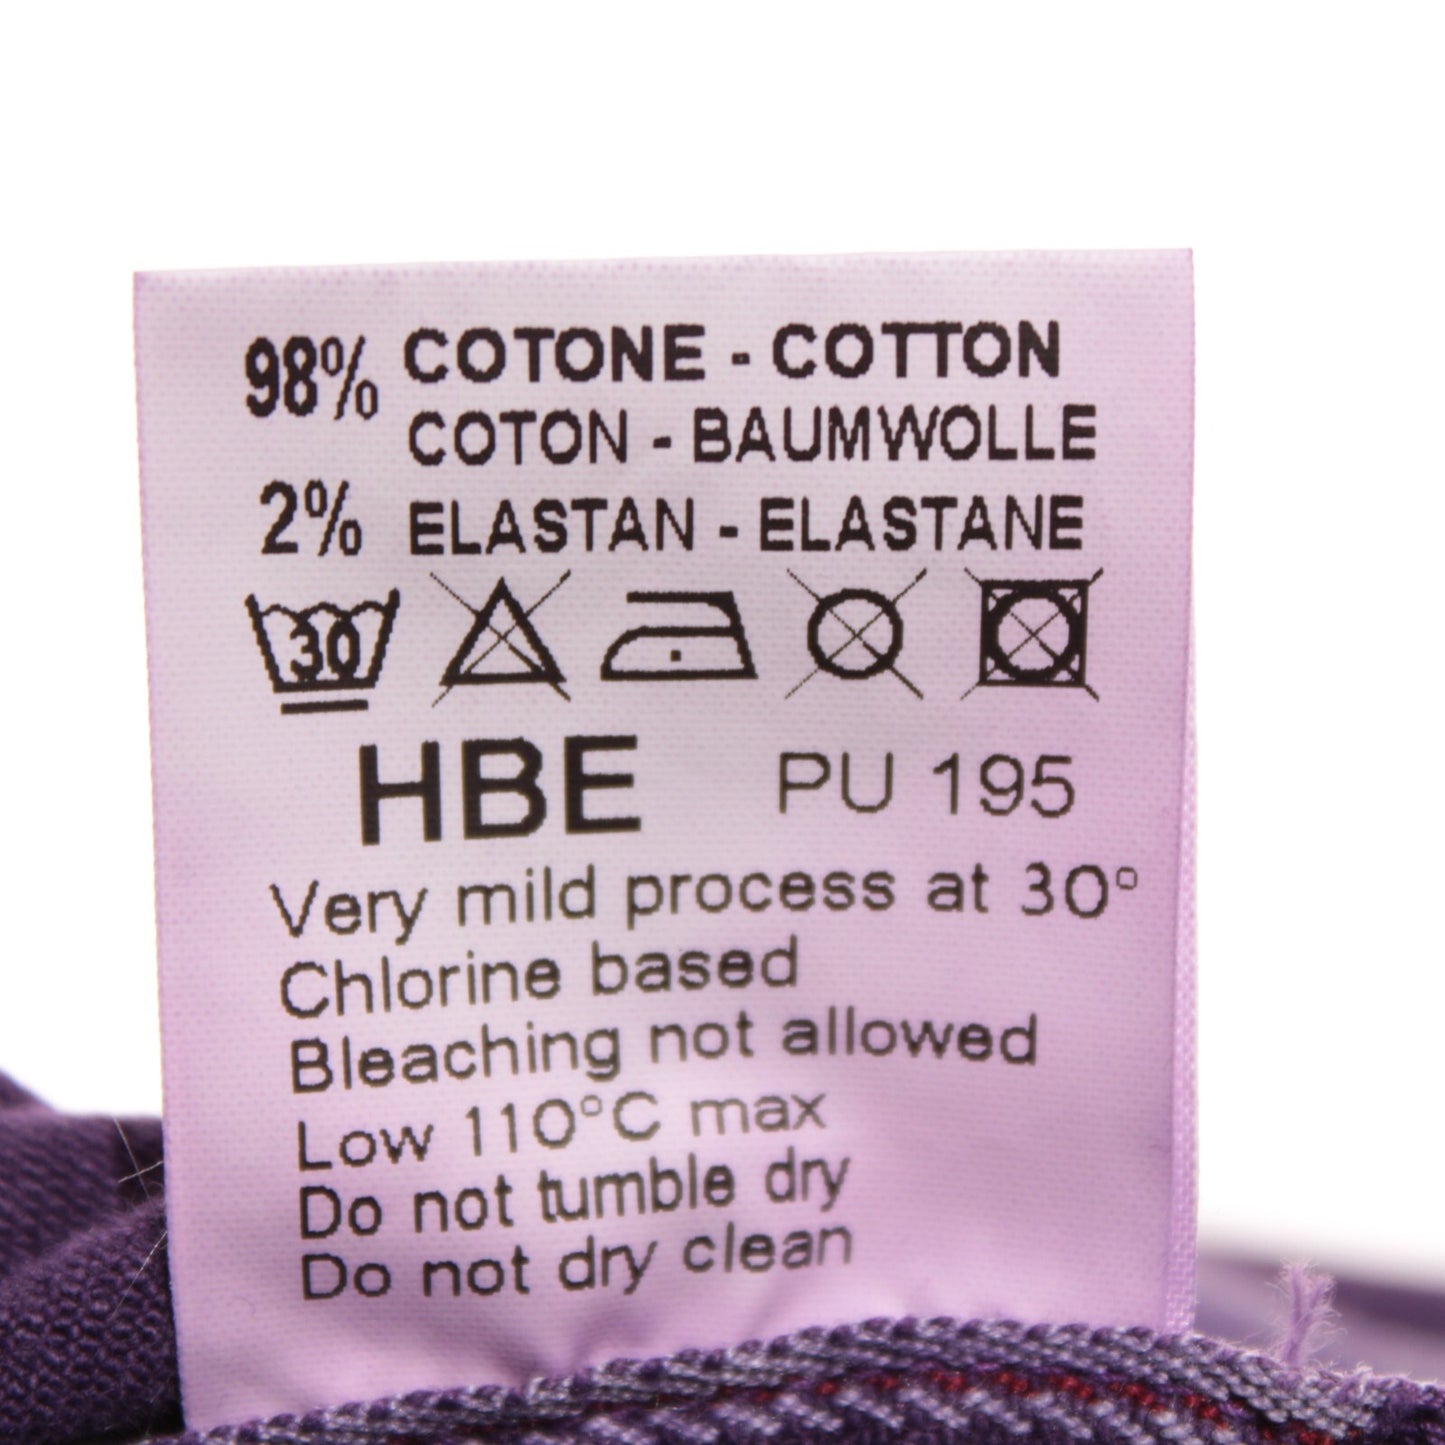 98% COTONE - COTTON
COTON - BAUMWOLLE
2% ELASTAN - ELASTANE
30
HBE PU 195
Very mild process at 30°
Chlorine based
Bleaching not allowed
Low 110°C max
Do not tumble dry
Do not dry clean